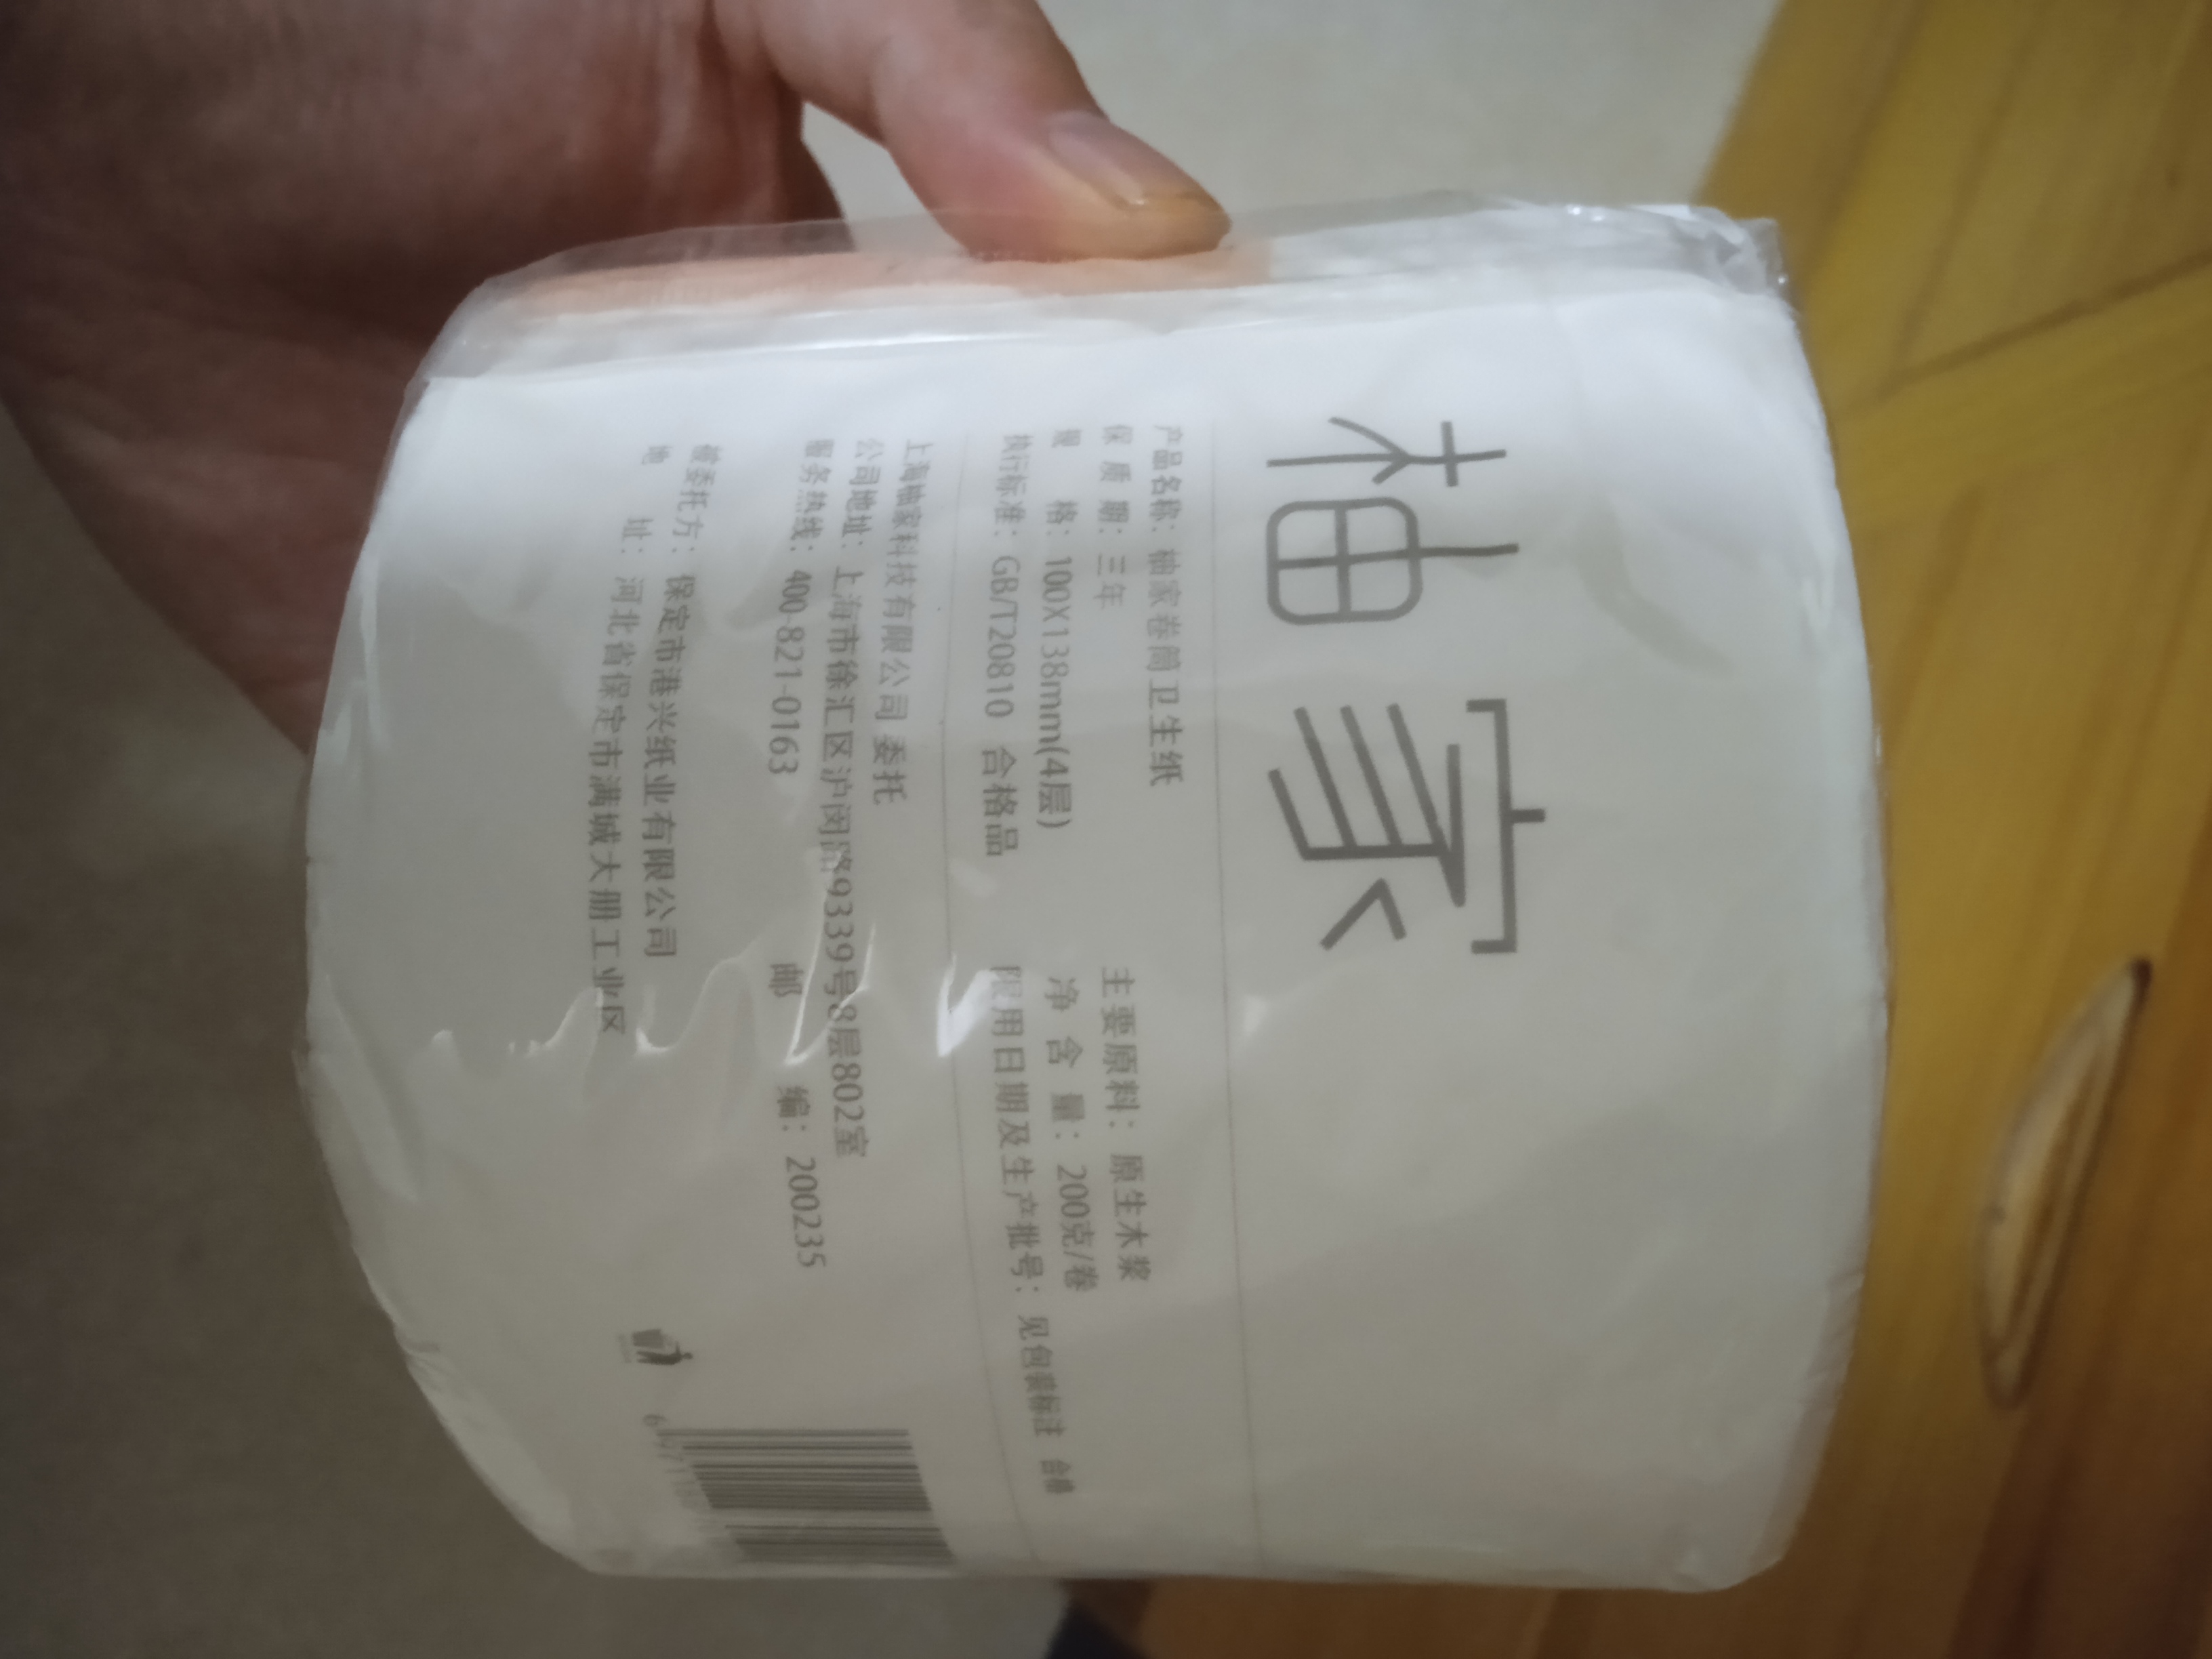 柚家
产品名称：柚家卷筒卫生纸
保质期：三年 主要原料：原生木浆
规格：100X138mm(4层) 净含量：200克/卷
执行标准：GB/T20810 合格品 限用日期及生产批号：见包装标注 合格
上海柚家科技有限公司 委托
公司地址：上海市徐汇区沪闵路9339号8层802室
服务热线：400-821-0163 邮编：200235
被委托方：保定市港兴纸业有限公司
地址：河北省保定市满城大册工业区